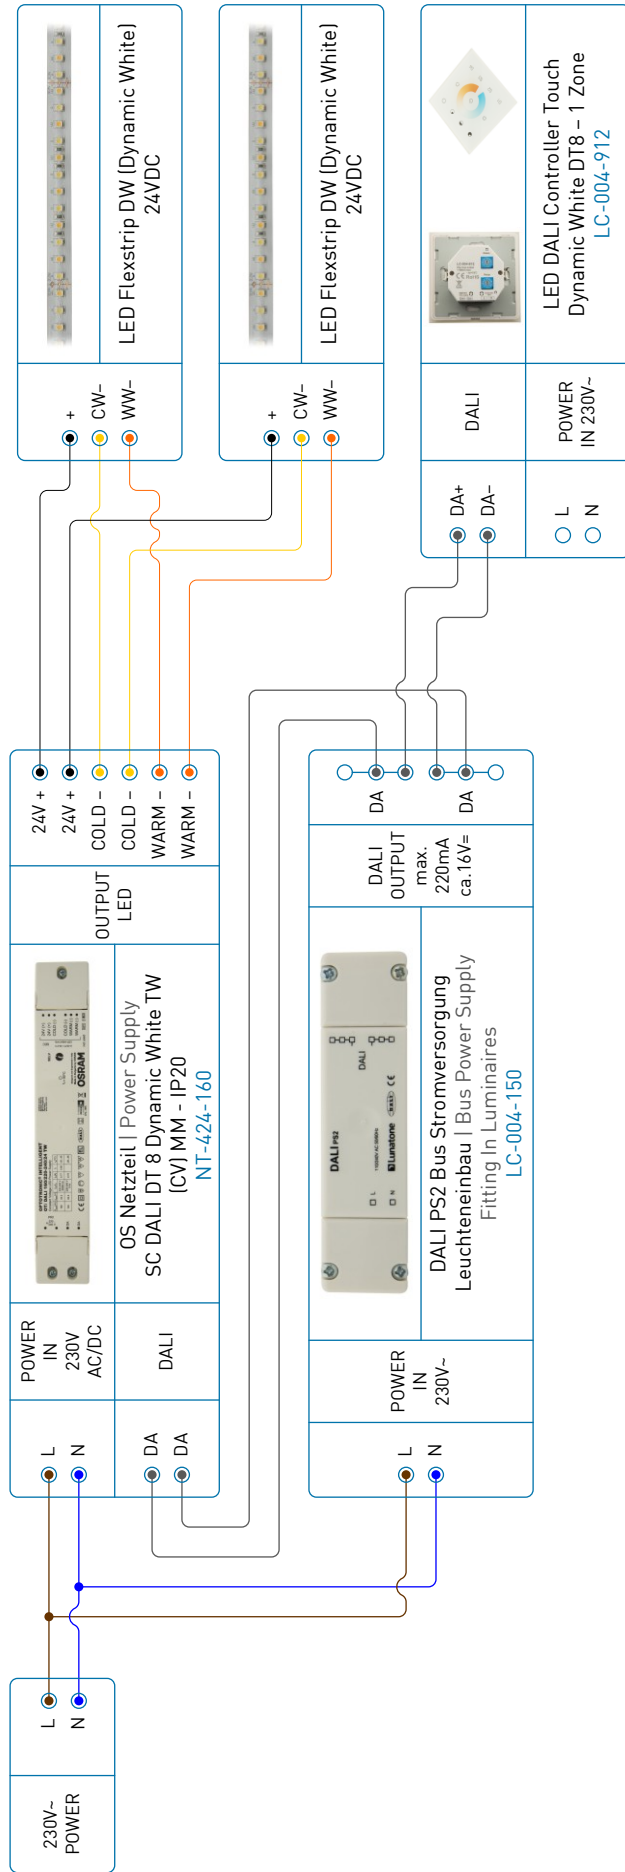 230V~
POWER
L
N
L
N
POWER
IN
230V
AC/DC
DA
DA
DALI
OS Netzteil | Power Supply
SC DALI DT 8 Dynamic White TW
(CV) MM - IP20
NT-424-160
OSRAM
OUTPUT
LED
24V +
24V +
COLD –
COLD –
WARM –
WARM –
L
N
POWER
IN
230V~
DALI PS2
L
N
Lunatone
DALI
DALI PS2 Bus Stromversorgung
Leuchteneinbau | Bus Power Supply
Fitting In Luminaires
LC-004-150
DALI
OUTPUT
max.
220mA
ca.16V=
DA
DA
+
CW–
WW–
LED Flexstrip DW (Dynamic White)
24VDC
+
CW–
WW–
LED Flexstrip DW (Dynamic White)
24VDC
DA+
DA–
DALI
L
N
POWER
IN 230V~
LED DALI Controller Touch
Dynamic White DT8 – 1 Zone
LC-004-912